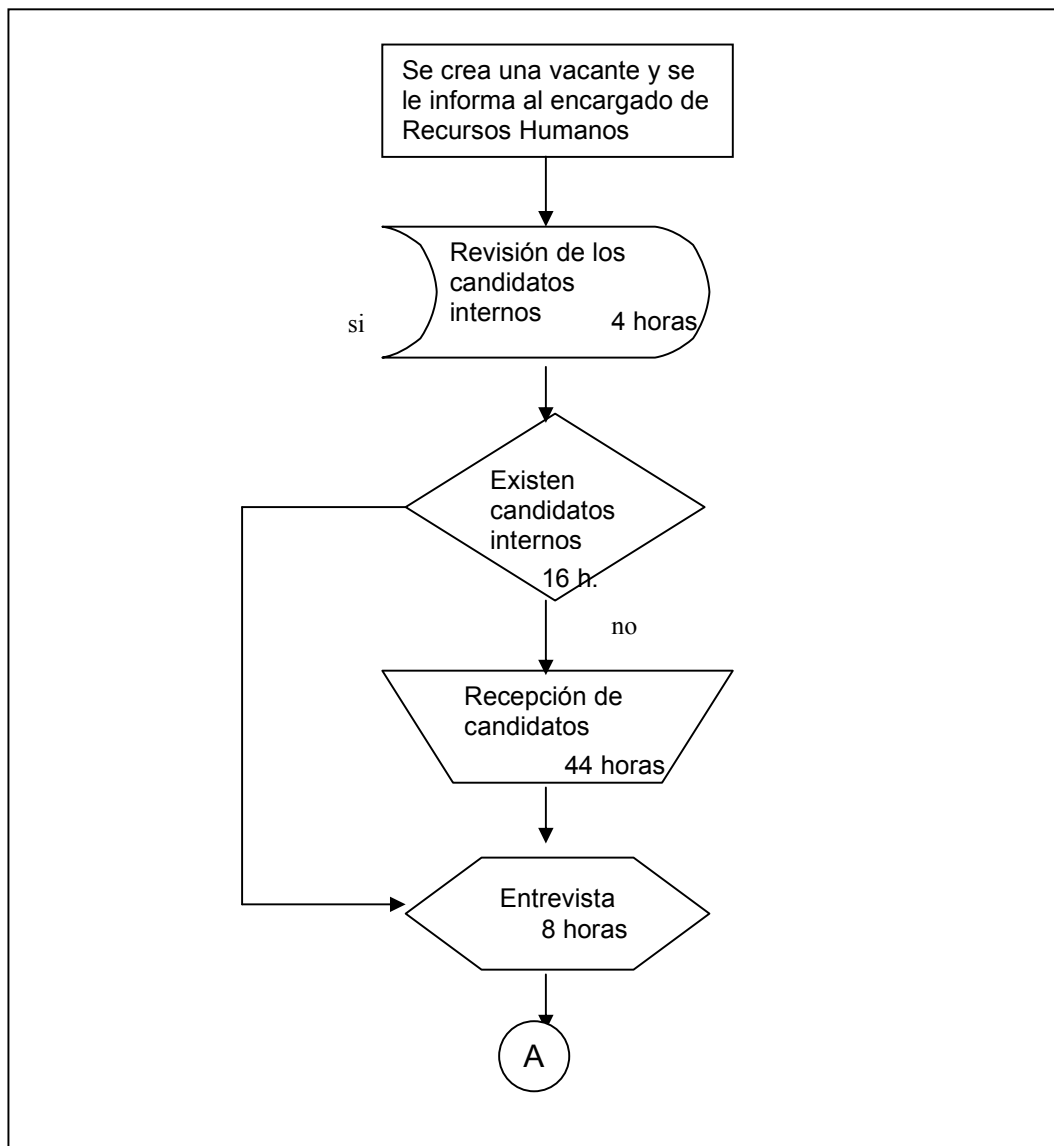 Se crea una vacante y se
le informa al encargado de
Recursos Humanos
Revisión de los
candidatos
internos
4 horas
si
Existen
candidatos
internos
16 h.
no
Recepción de
candidatos
44 horas
Entrevista
8 horas
A